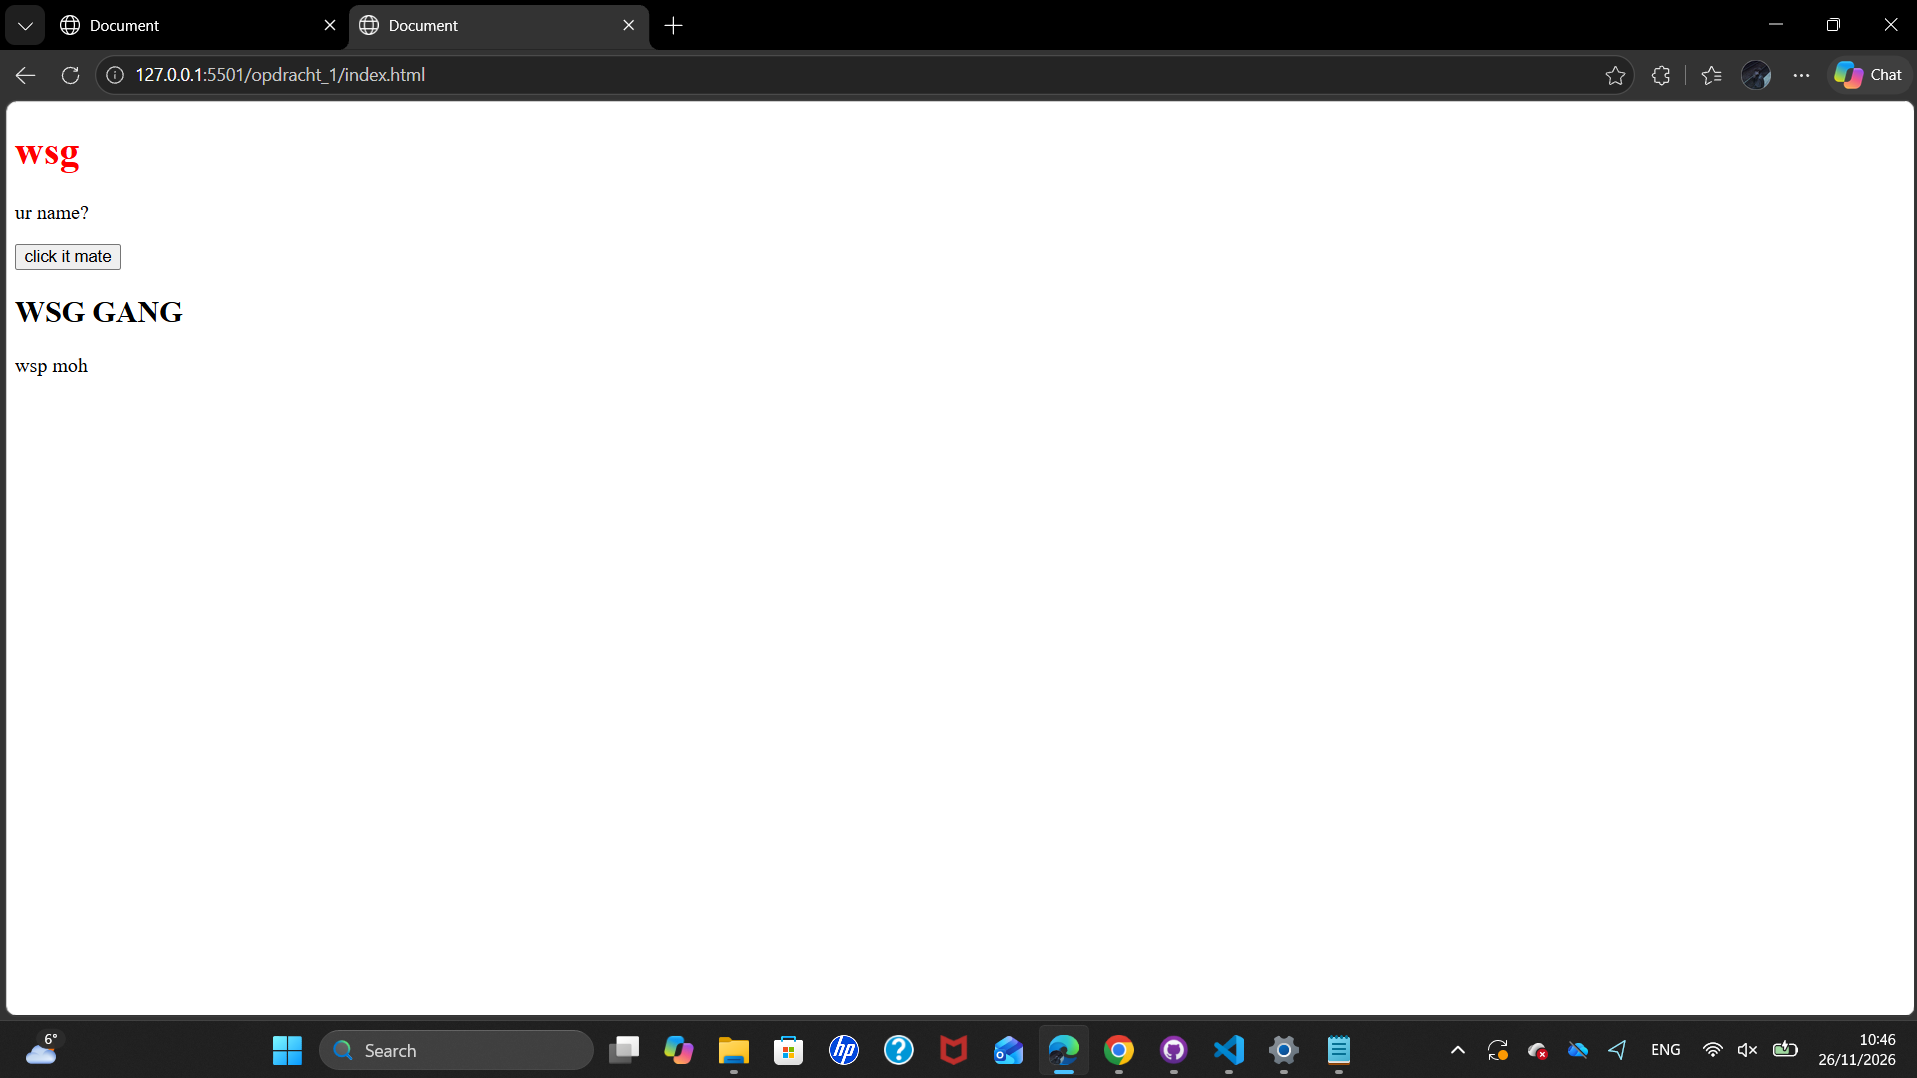 Document
Document
127.0.0.1:5501/opdracht_1/index.html
Chat
wsg
ur name?
click it mate
WSG GANG
wsp moh
6°
Search
hp
ENG
10:46
26/11/2026